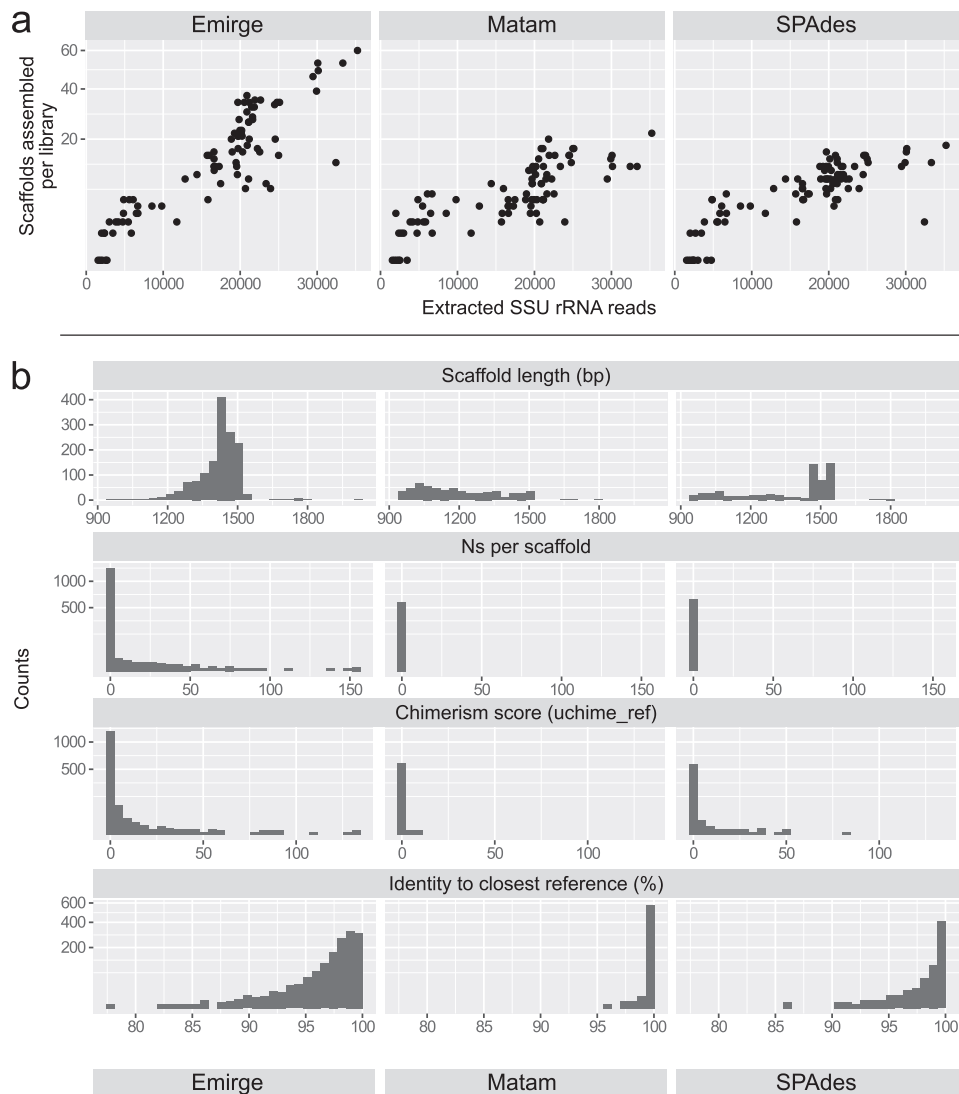 a
Emirge Matam SPAdes
Scaffolds assembled
per library
60
40
20
0 10000 20000 30000 0 10000 20000 30000 0 10000 20000 30000
Extracted SSU rRNA reads
b
Scaffold length (bp)
400
300
200
100
0
900 1200 1500 1800 900 1200 1500 1800 900 1200 1500 1800
Ns per scaffold
1000
500
0 50 100 150 0 50 100 150 0 50 100 150
Counts
Chimerism score (uchime_ref)
1000
500
0 50 100 0 50 100 0 50 100
Identity to closest reference (%)
600
400
200
80 85 90 95 100 80 85 90 95 100 80 85 90 95 100
Emirge Matam SPAdes